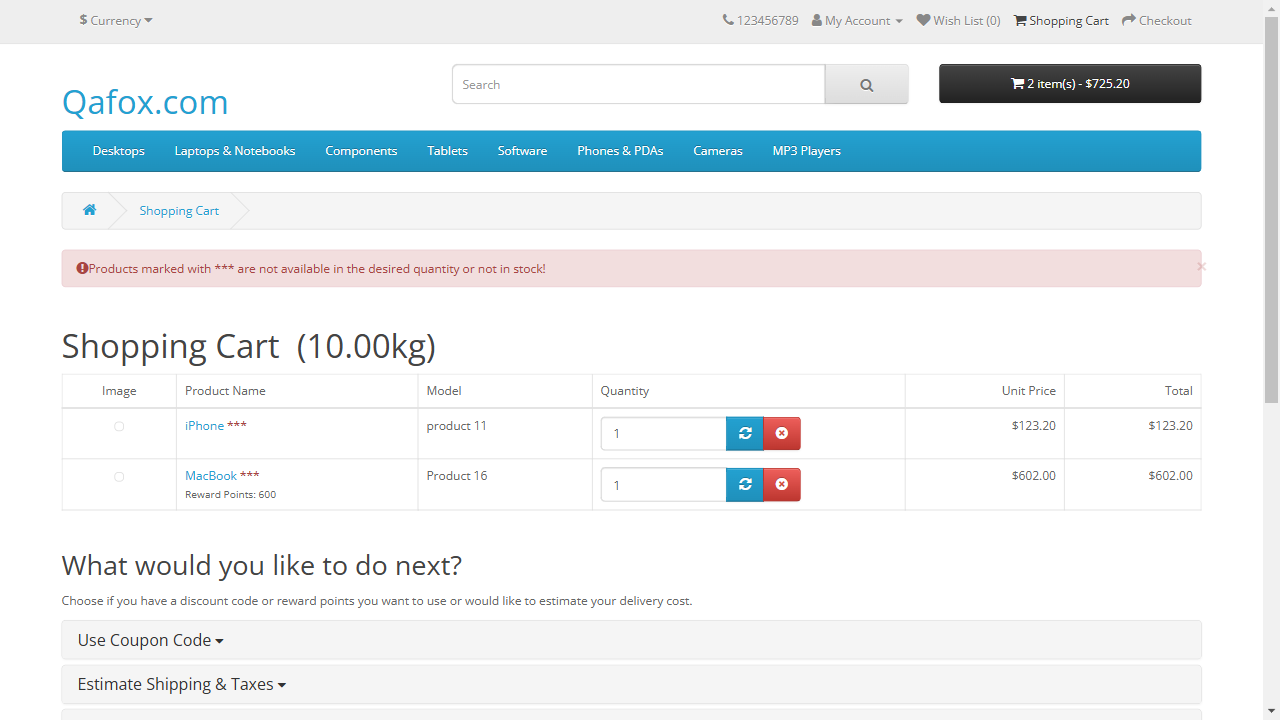 $ Currency
123456789 My Account Wish List (0) Shopping Cart Checkout
Qafox.com
Search
2 item(s) - $725.20
Desktops Laptops & Notebooks Components Tablets Software Phones & PDAs Cameras MP3 Players
Shopping Cart
Products marked with *** are not available in the desired quantity or not in stock!
×
Shopping Cart (10.00kg)
Image Product Name Model Quantity Unit Price Total
iPhone *** product 11 1 $123.20 $123.20
MacBook *** Product 16 1 $602.00 $602.00
Reward Points: 600
What would you like to do next?
Choose if you have a discount code or reward points you want to use or would like to estimate your delivery cost.
Use Coupon Code
Estimate Shipping & Taxes